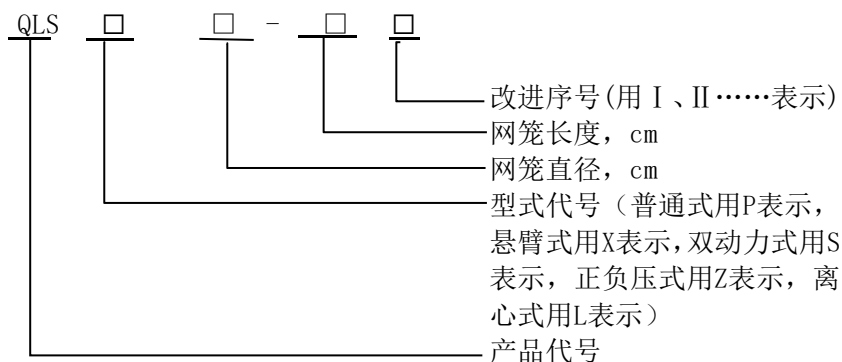 QLS □ □ - □ □
改进序号(用Ⅰ、Ⅱ……表示)
网笼长度，cm
网笼直径，cm
型式代号（普通式用P表示，
悬臂式用X表示,双动力式用S
表示，正负压式用Z表示，离
心式用L表示）
产品代号